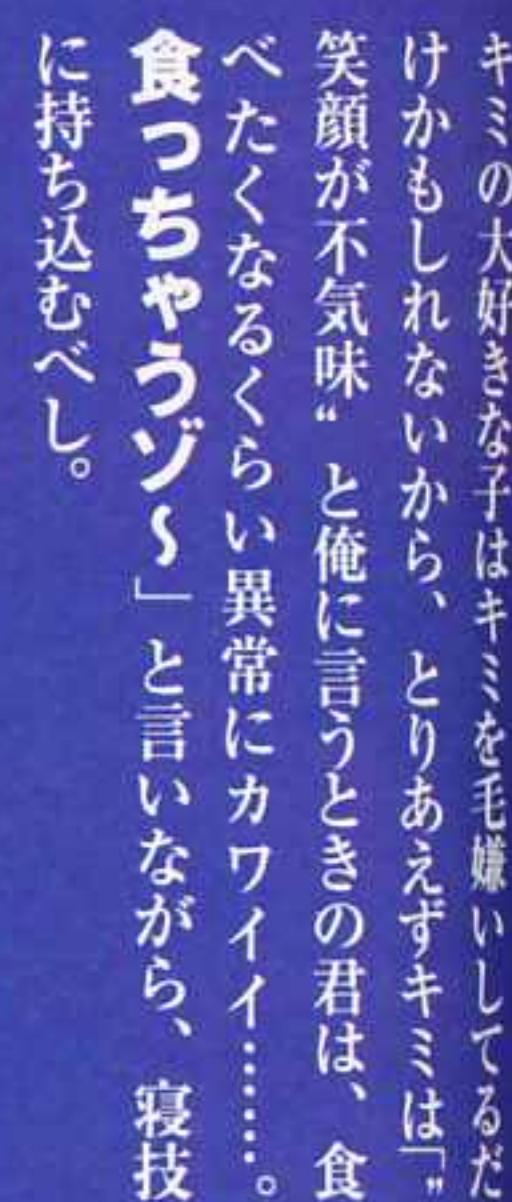 キミの大好きな子はキミを毛嫌いしてるだ
けかもしれないから、とりあえずキミは「〝
笑顔が不気味〟と俺に言うときの君は、食
べたくなるくらい異常にカワイイ……。
食っちゃうゾ〜」と言いながら、寝技
に持ち込むべし。